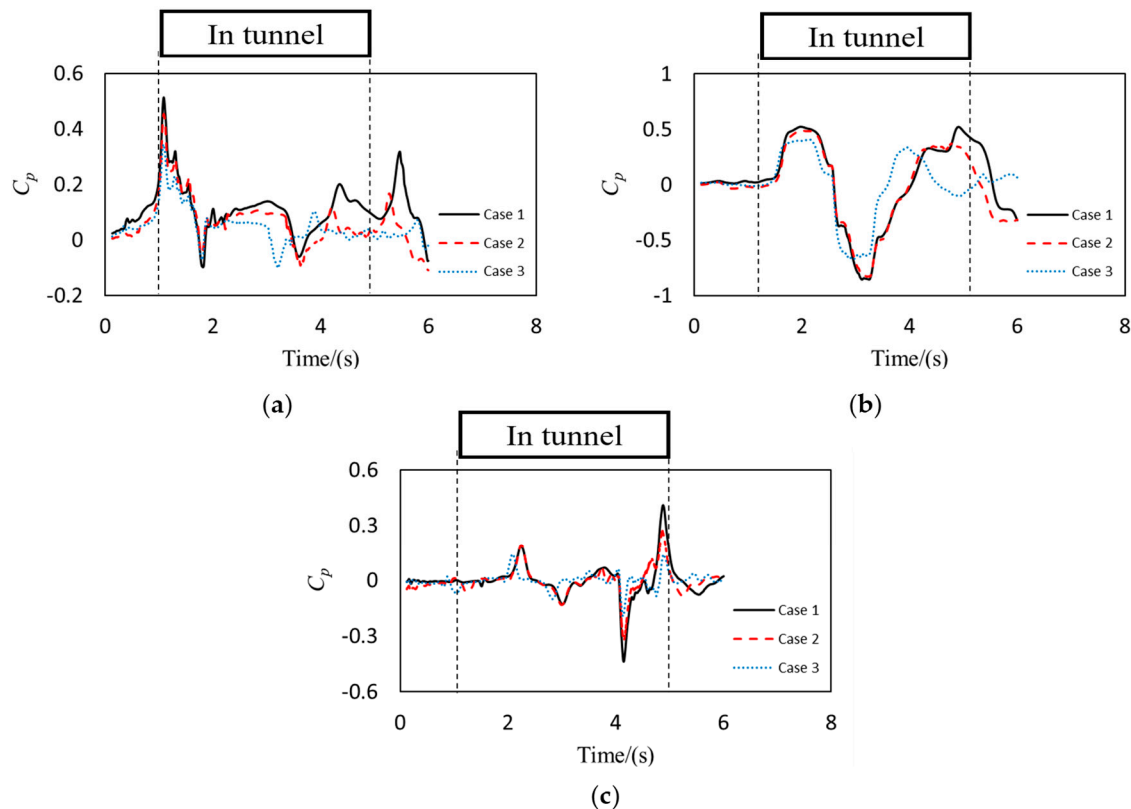 In tunnel
0.6
0.4
0.2
0
-0.2
C_p
Case 1
Case 2
Case 3
0 2 4 6 8
Time/(s)
(a)
In tunnel
1
0.5
0
-0.5
-1
C_p
Case 1
Case 2
Case 3
0 2 4 6 8
Time/(s)
(b)
In tunnel
0.6
0.3
0
-0.3
-0.6
C_p
Case 1
Case 2
Case 3
0 2 4 6 8
Time/(s)
(c)